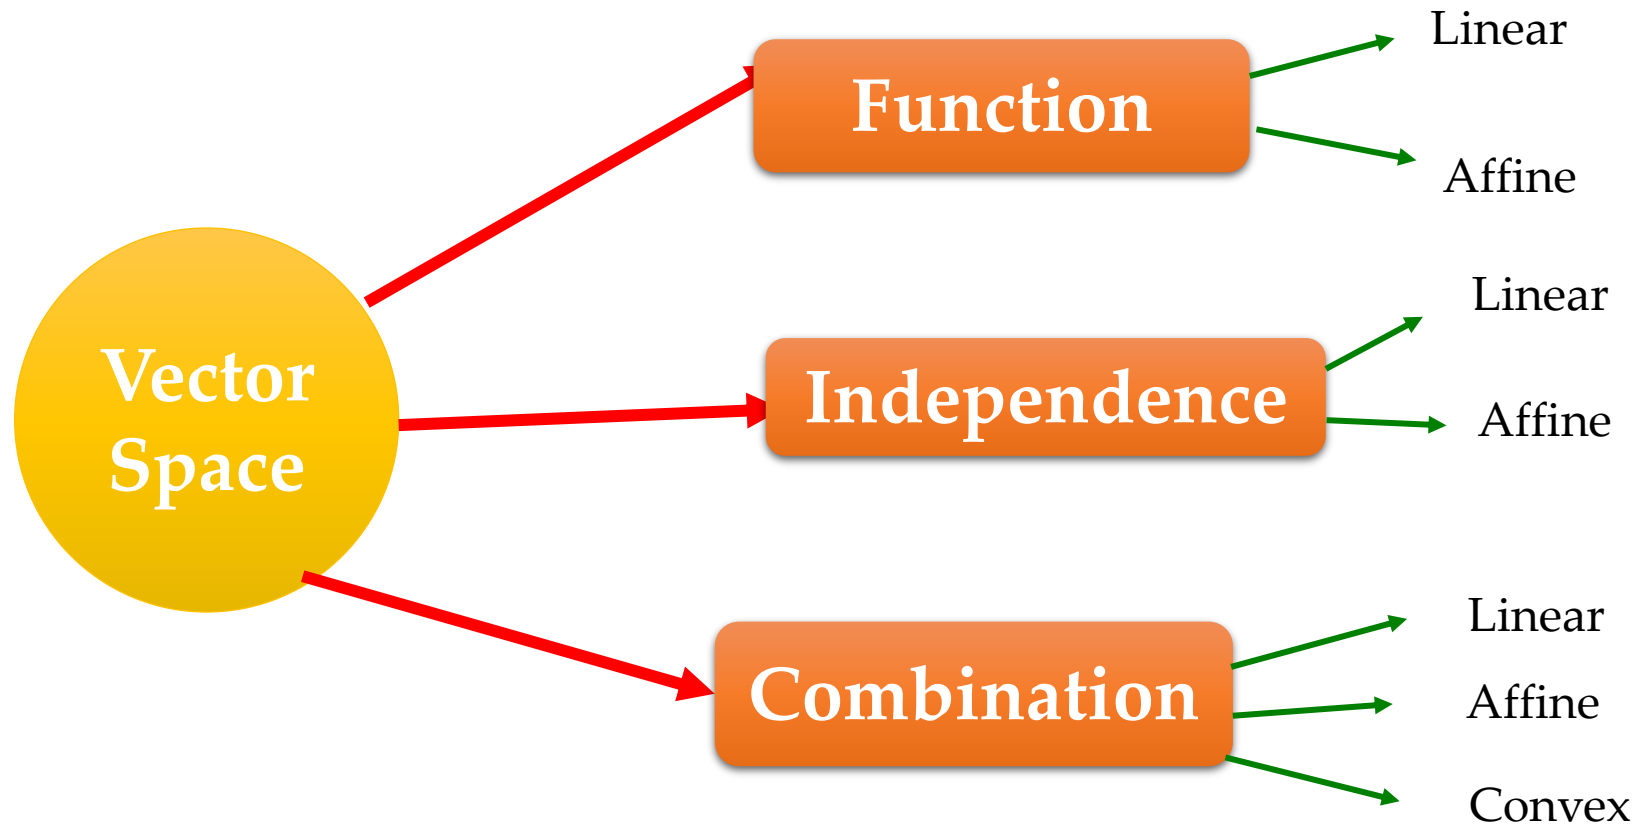 Vector
Space
Function
Linear
Affine
Independence
Linear
Affine
Combination
Linear
Affine
Convex